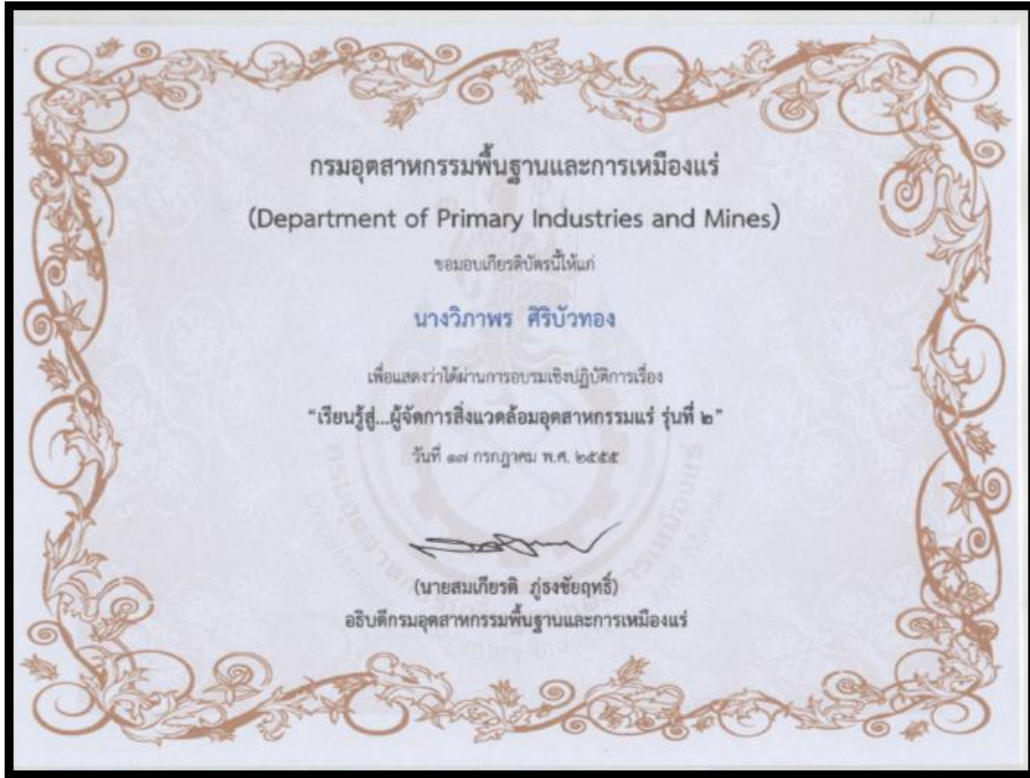 กรมอุตสาหกรรมพื้นฐานและการเหมืองแร่
(Department of Primary Industries and Mines)
ขอมอบเกียรติบัตรนี้ให้แก่
นางวิภาพร ศิริบัวทอง
เพื่อแสดงว่าได้ผ่านการอบรมเชิงปฏิบัติการเรื่อง
“เรียนรู้สู่...ผู้จัดการสิ่งแวดล้อมอุตสาหกรรมแร่ รุ่นที่ ๒”
วันที่ ๑๗ กรกฎาคม พ.ศ. ๒๕๕๕
(นายสมเกียรติ ภู่ธงชัยฤทธิ์)
อธิบดีกรมอุตสาหกรรมพื้นฐานและการเหมืองแร่